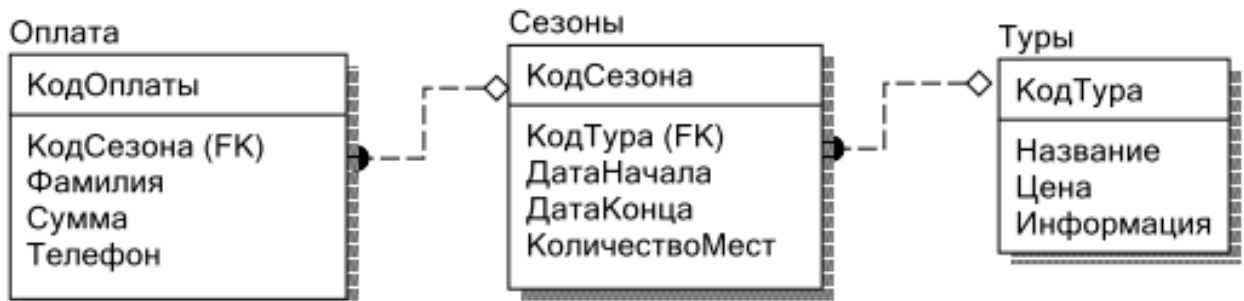 Оплата
КодОплаты
КодСезона (FK)
Фамилия
Сумма
Телефон
Сезоны
КодСезона
КодТура (FK)
ДатаНачала
ДатаКонца
КоличествоМест
Туры
КодТура
Название
Цена
Информация